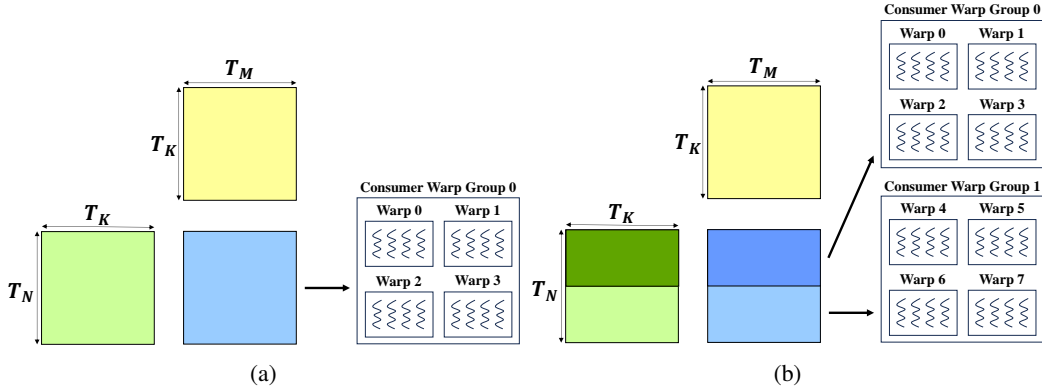 T_M
T_K
T_K
T_N
Consumer Warp Group 0
Warp 0
Warp 1
Warp 2
Warp 3
(a)
T_M
T_K
T_K
T_N
Consumer Warp Group 0
Warp 0
Warp 1
Warp 2
Warp 3
Consumer Warp Group 1
Warp 4
Warp 5
Warp 6
Warp 7
(b)